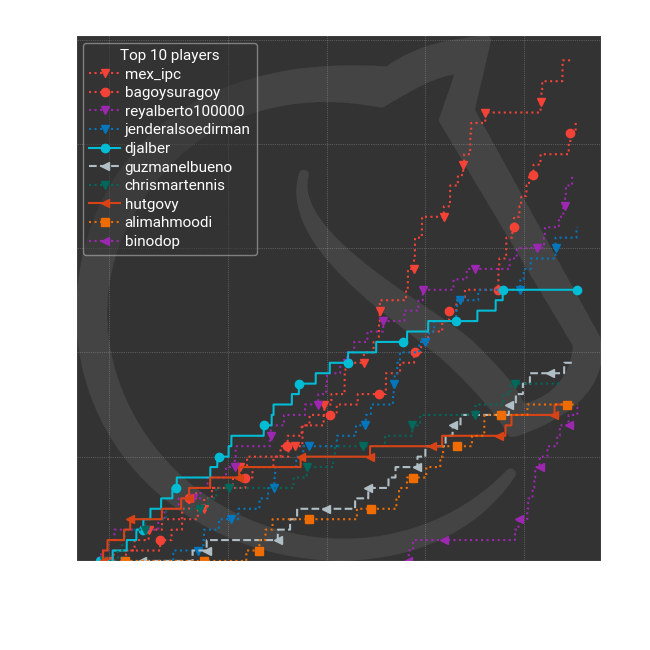 Top 10 players
mex_ipc
bagoysuragoy
reyalberto100000
jenderalsoedirman
djalber
guzmanelbueno
chrismartennis
hutgovy
alimahmoodi
binodop